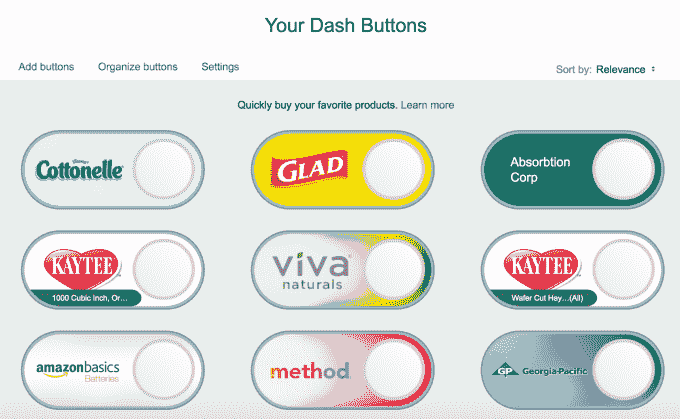 Your Dash Buttons
Add buttons
Organize buttons
Settings
Sort by: Relevance
Quickly buy your favorite products. Learn more
Cottonelle
GLAD
Absorbtion
Corp
KAYTEE
1000 Cubic Inch, Or...
viva
naturals
KAYTEE
Wafer Cut Hay...(All)
amazonbasics
Batteries
method
GP Georgia-Pacific